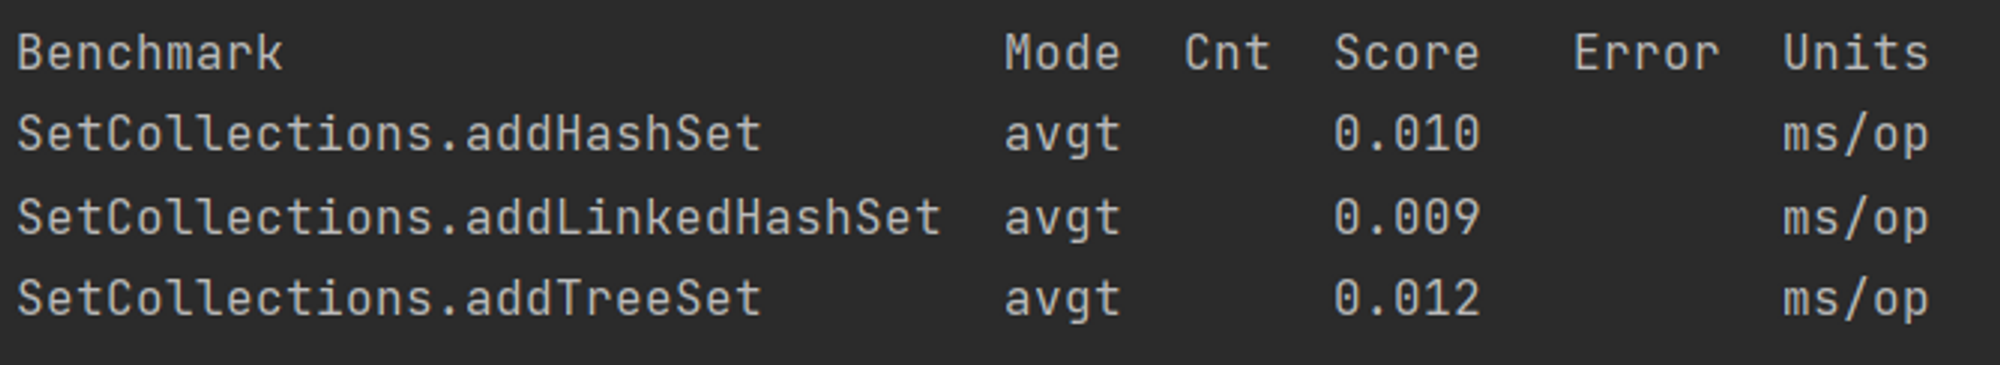 Benchmark Mode Cnt Score Error Units
SetCollections.addHashSet avgt 0.010 ms/op
SetCollections.addLinkedHashSet avgt 0.009 ms/op
SetCollections.addTreeSet avgt 0.012 ms/op